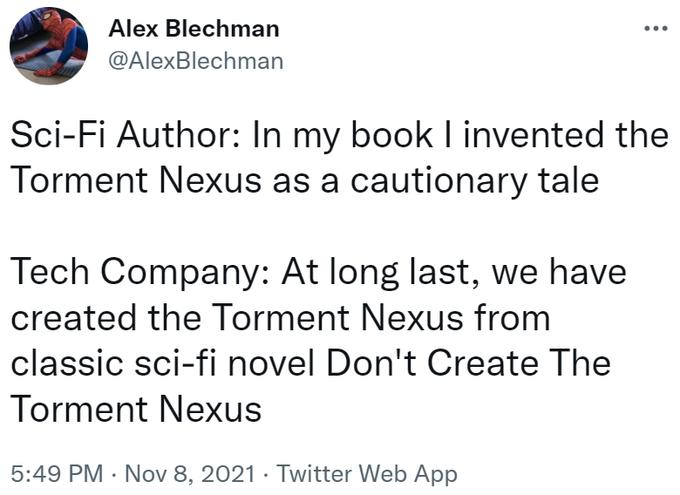 Alex Blechman
@AlexBlechman
Sci-Fi Author: In my book I invented the
Torment Nexus as a cautionary tale
Tech Company: At long last, we have
created the Torment Nexus from
classic sci-fi novel Don't Create The
Torment Nexus
5:49 PM · Nov 8, 2021 · Twitter Web App